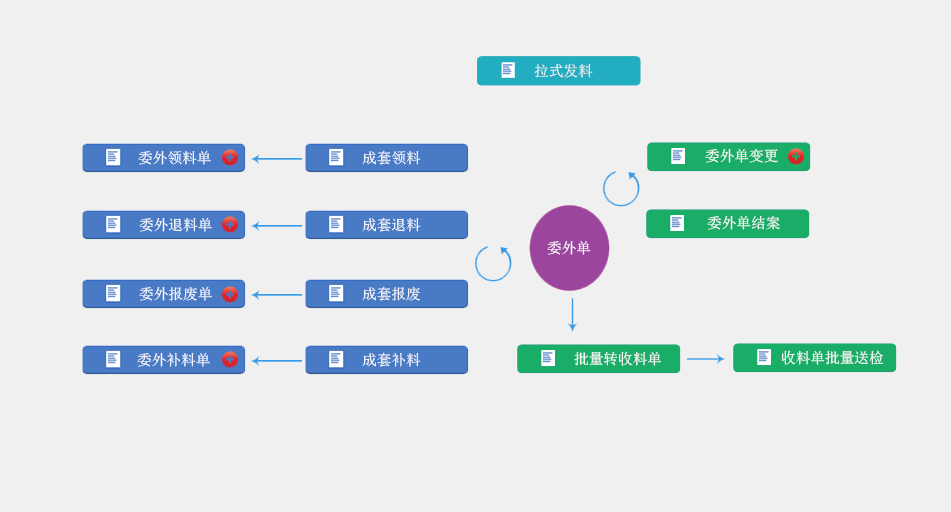 拉式发料
委外领料单
成套领料
委外单变更
委外退料单
成套退料
委外单结案
委外单
委外报废单
成套报废
委外补料单
成套补料
批量转收料单
收料单批量送检